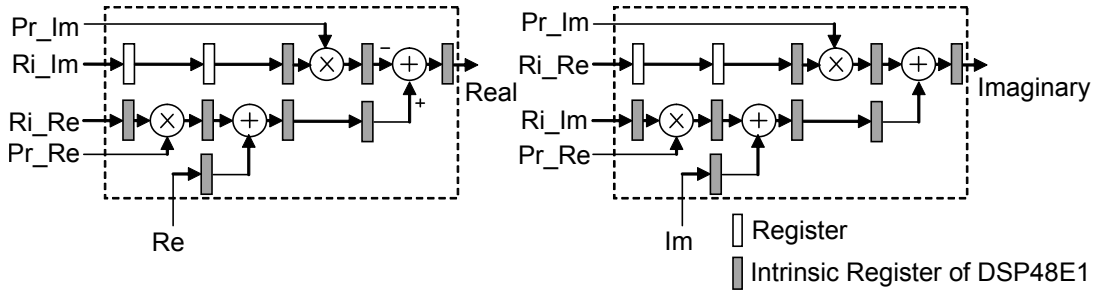 Pr_Im
Ri_Im
Ri_Re
Pr_Re
Re
×
−
+
+
+
Real
Pr_Im
Ri_Re
Ri_Im
Pr_Re
Im
×
+
×
+
Imaginary
Register
Intrinsic Register of DSP48E1